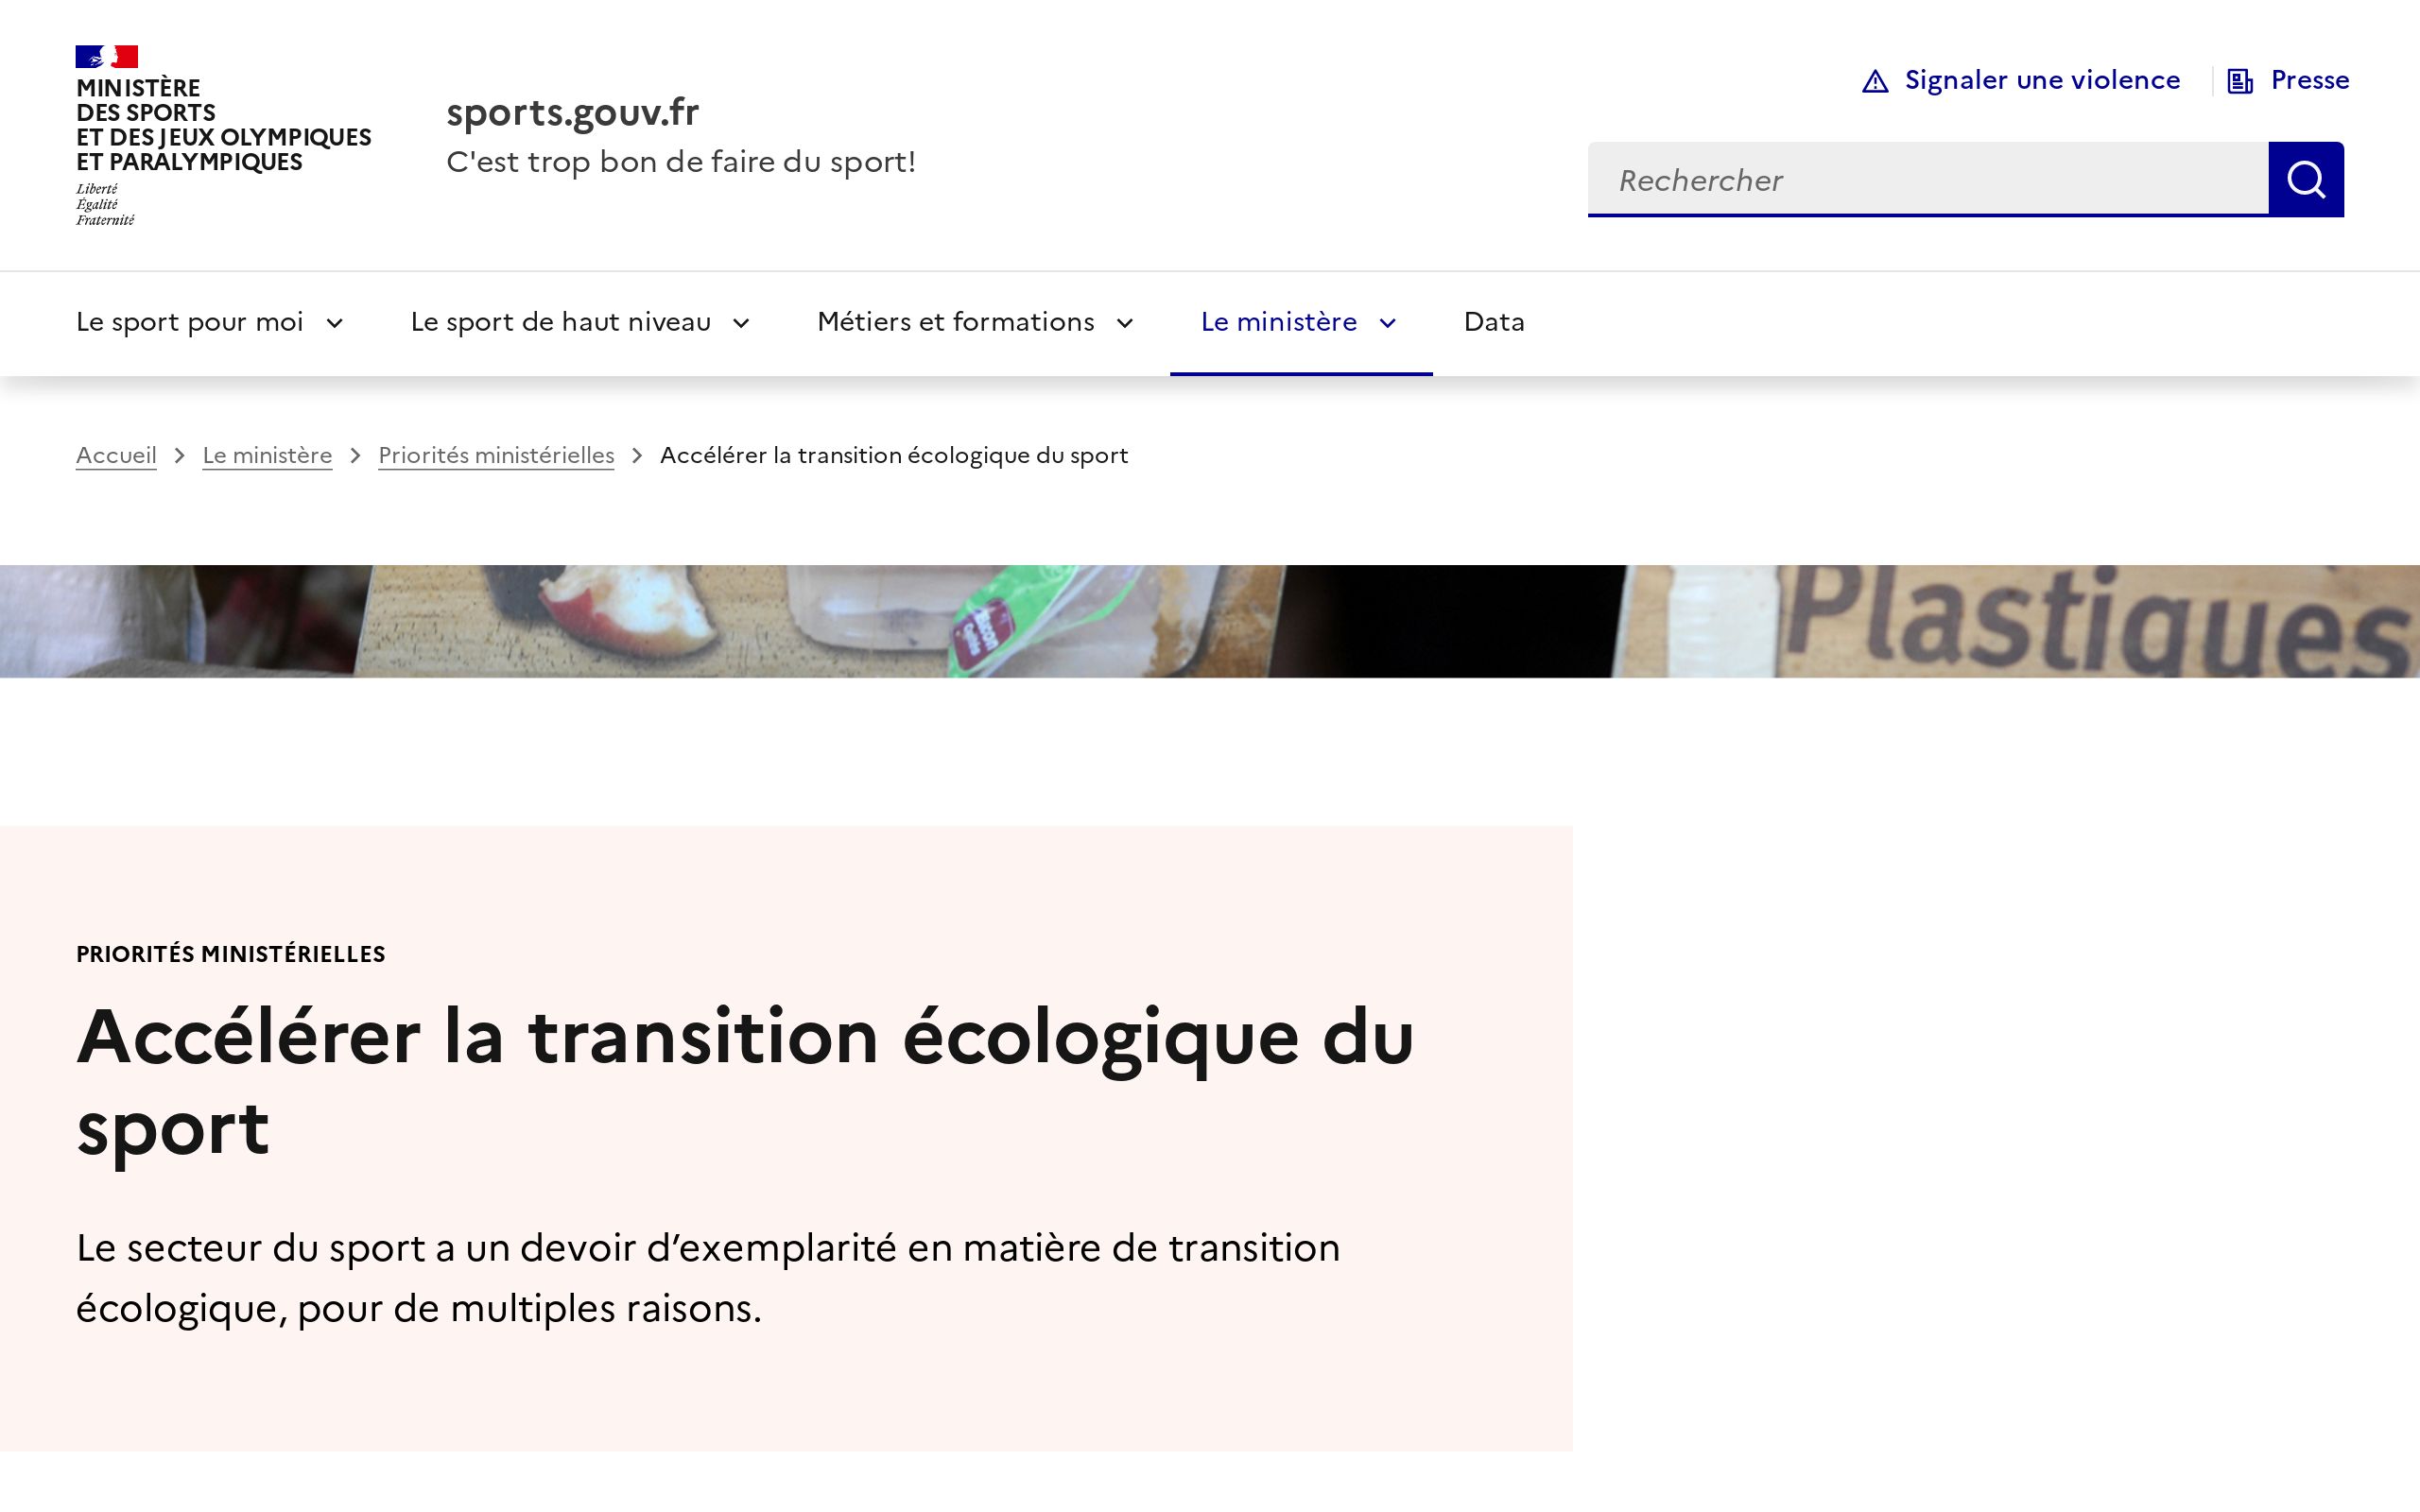 MINISTÈRE
DES SPORTS
ET DES JEUX OLYMPIQUES
ET PARALYMPIQUES
Liberté
Égalité
Fraternité
sports.gouv.fr
C'est trop bon de faire du sport!
Signaler une violence
Presse
Rechercher
Le sport pour moi
Le sport de haut niveau
Métiers et formations
Le ministère
Data
Accueil
Le ministère
Priorités ministérielles
Accélérer la transition écologique du sport
Plastiques
PRIORITÉS MINISTÉRIELLES
Accélérer la transition écologique du
sport
Le secteur du sport a un devoir d’exemplarité en matière de transition
écologique, pour de multiples raisons.